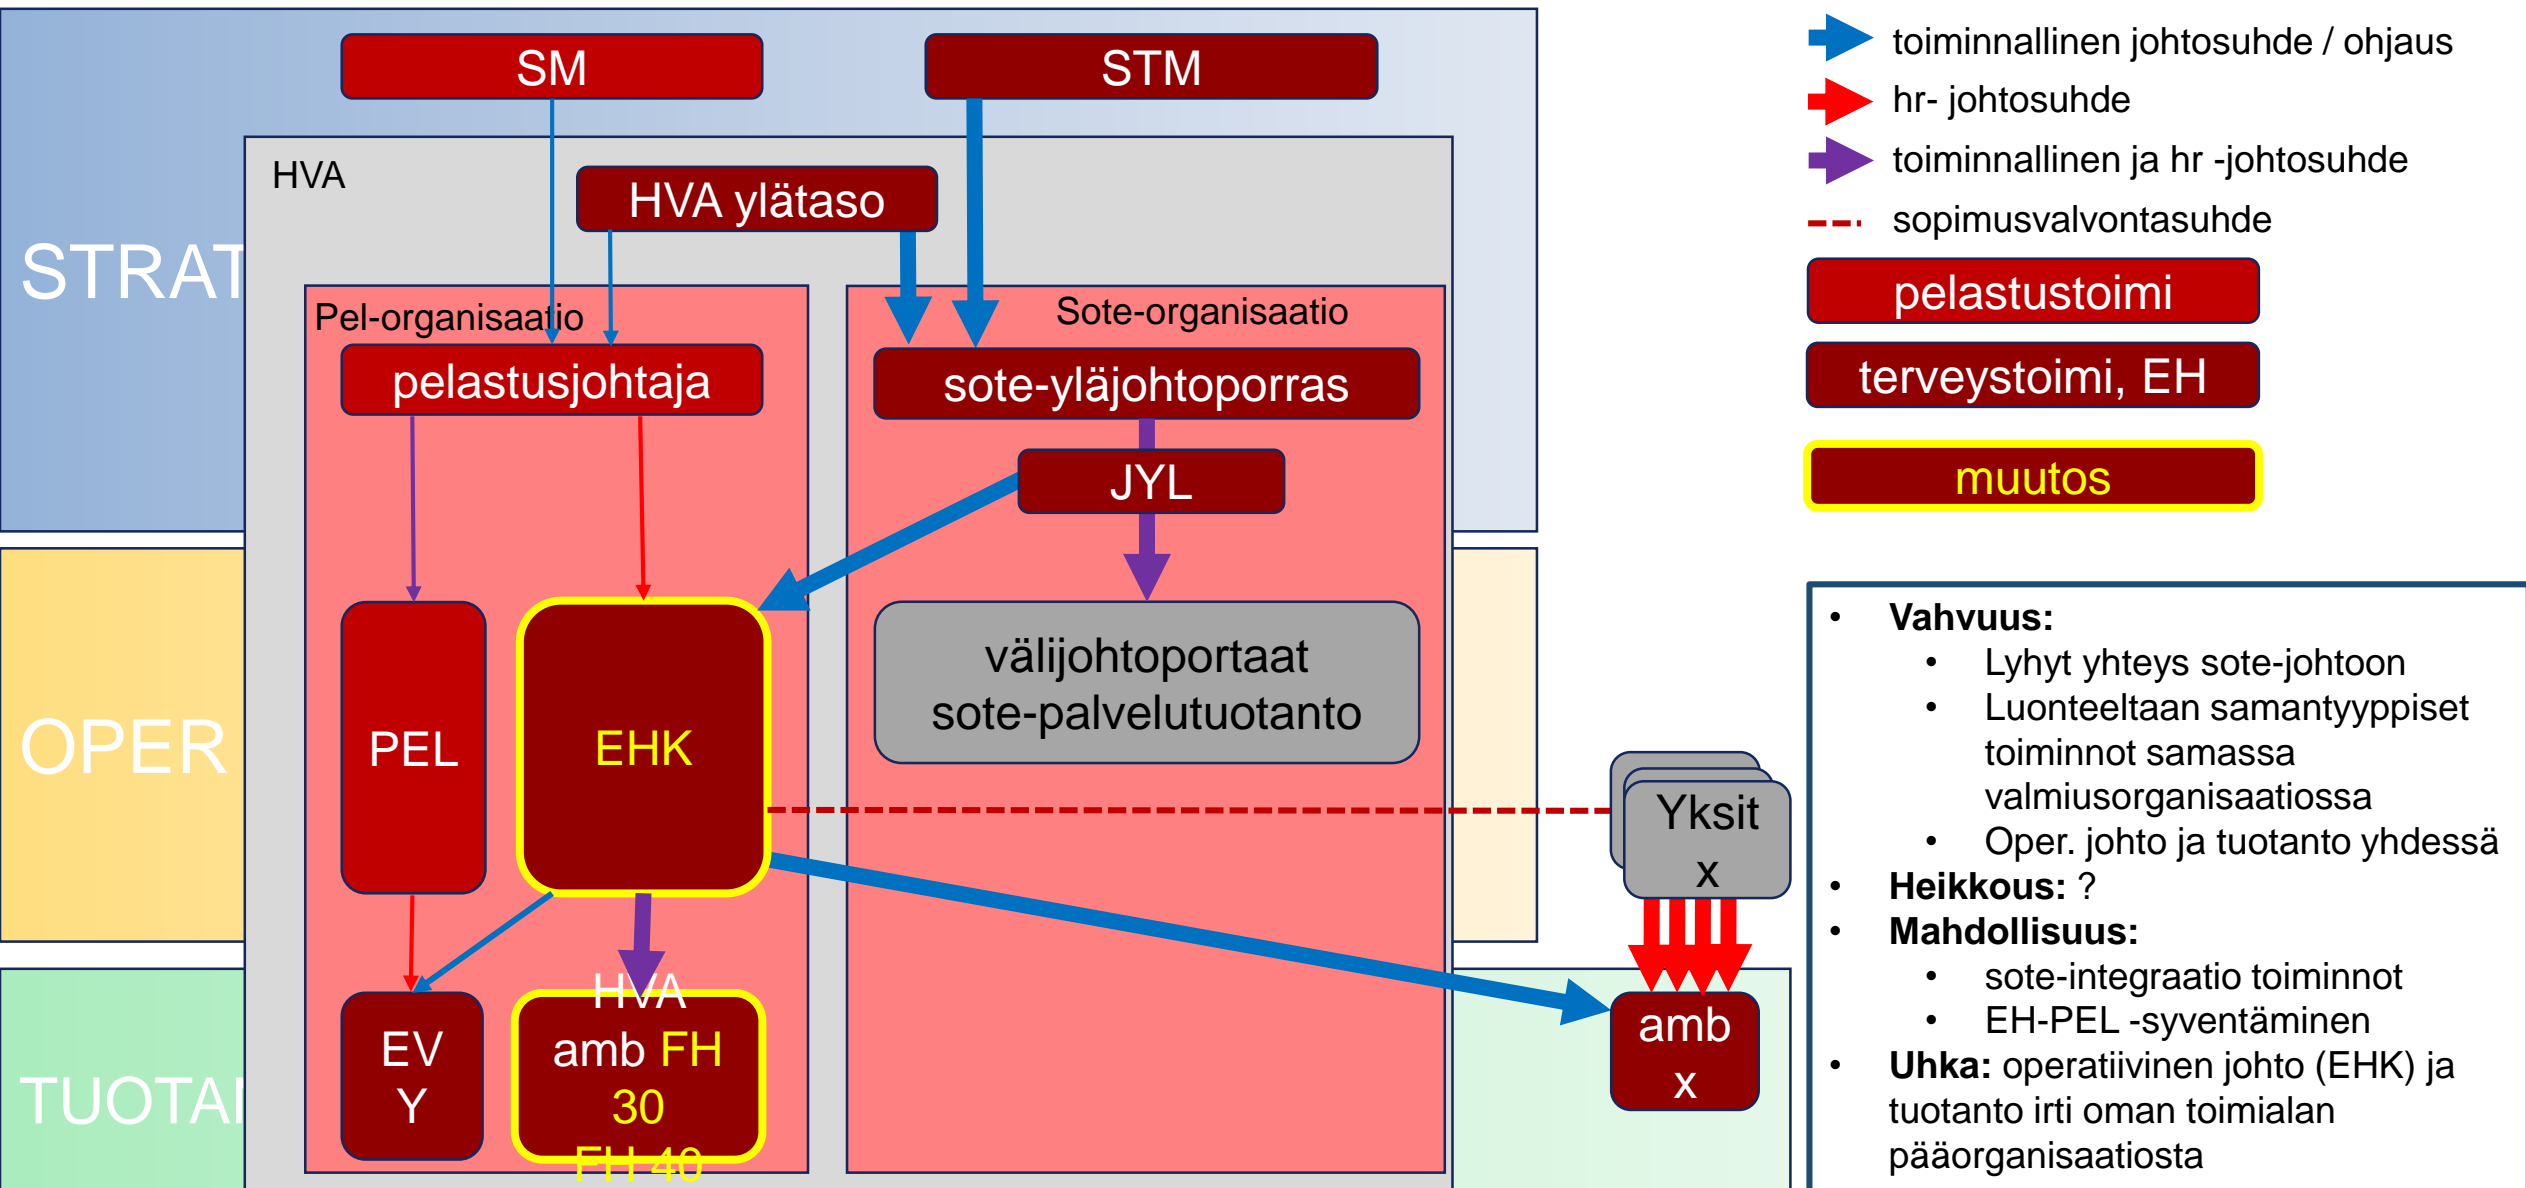 SM
STM
HVA
HVA ylätaso
STRAT
Pel-organisaatio
Sote-organisaatio
pelastusjohtaja
sote-yläjohtoporras
JYL
OPER
PEL
EHK
välijohtoportaat
sote-palvelutuotanto
Yksit
x
TUOTAN
EV
Y
HVA
amb FH
30
FH 40
amb
x
toiminnallinen johtosuhde / ohjaus
hr- johtosuhde
toiminnallinen ja hr -johtosuhde
sopimusvalvontasuhde
pelastustoimi
terveystoimi, EH
muutos
• Vahvuus:
• Lyhyt yhteys sote-johtoon
• Luonteeltaan samantyyppiset
toiminnot samassa
valmiusorganisaatiossa
• Oper. johto ja tuotanto yhdessä
• Heikkous: ?
• Mahdollisuus:
• sote-integraatio toiminnot
• EH-PEL -syventäminen
• Uhka: operatiivinen johto (EHK) ja
tuotanto irti oman toimialan
pääorganisaatiosta